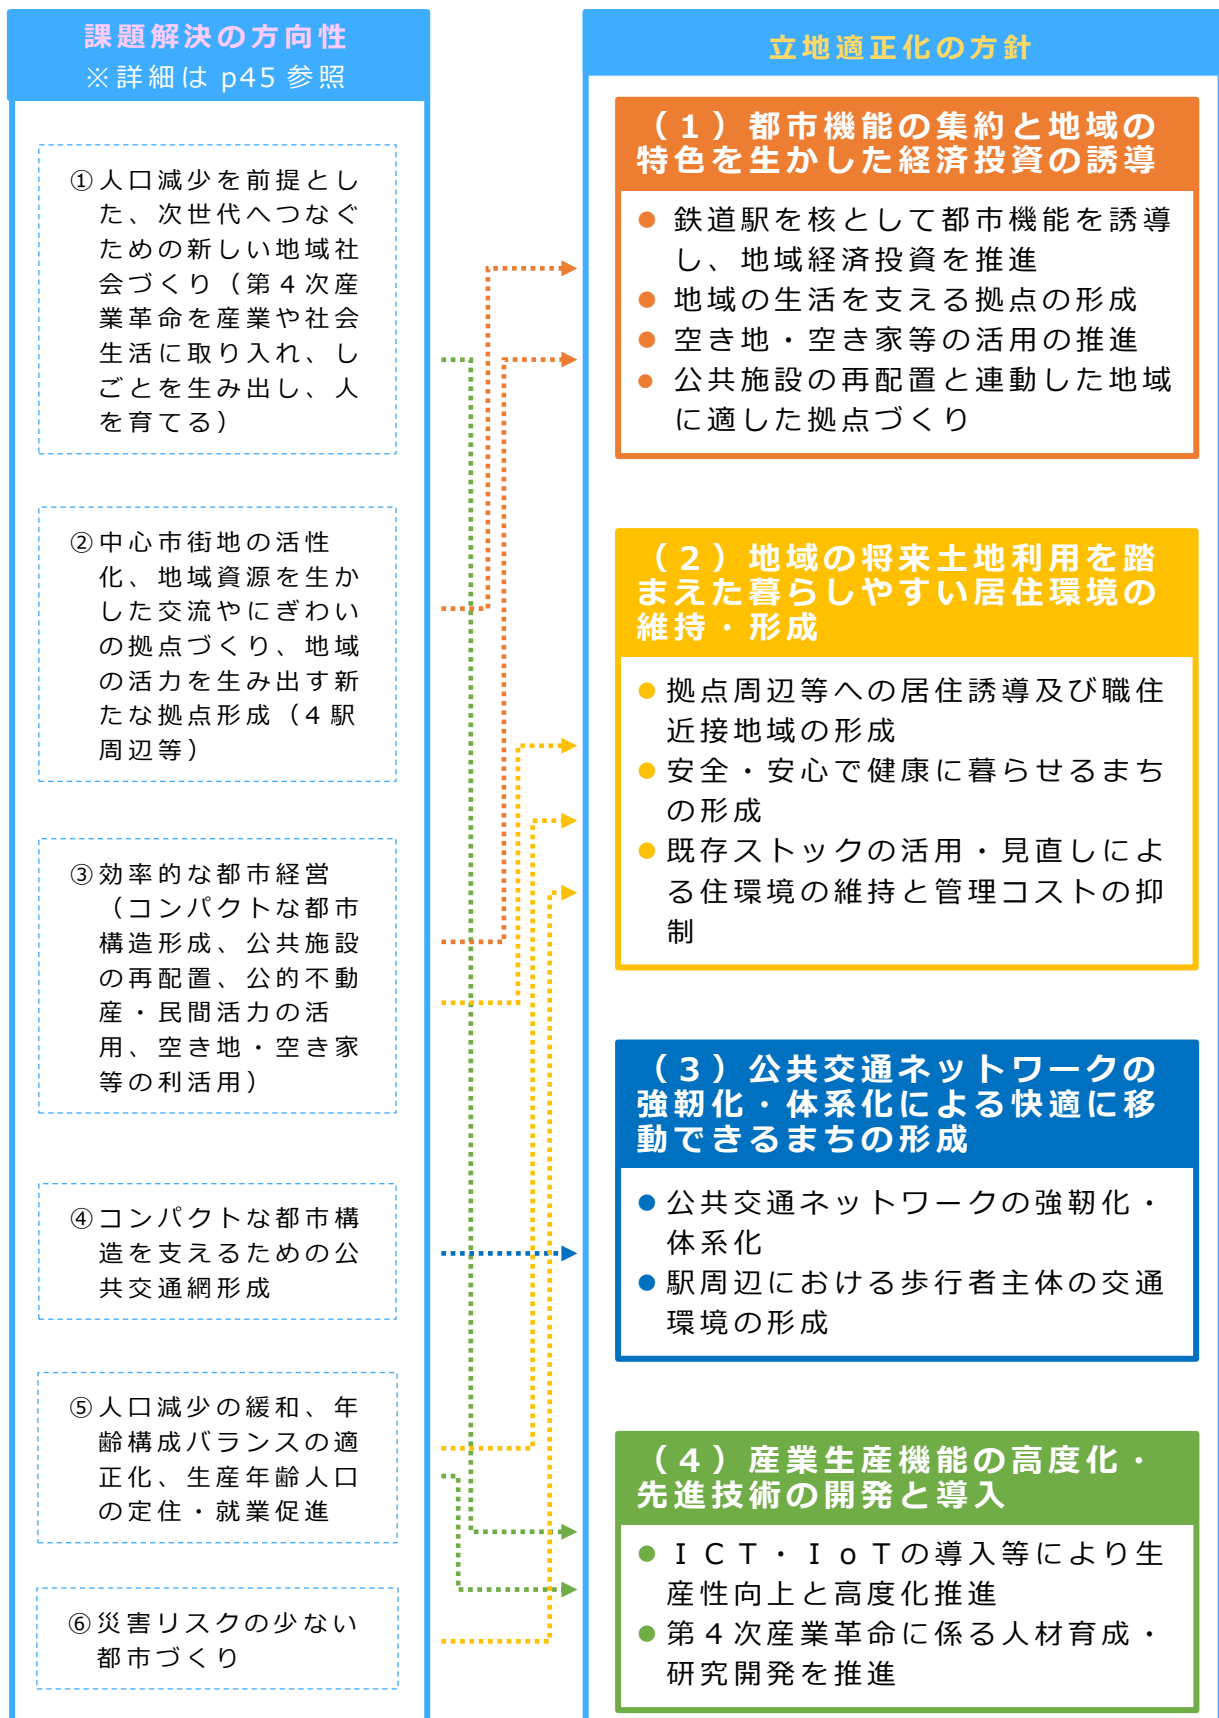 課題解決の方向性
※詳細は p45 参照
①人口減少を前提とし
た、次世代へつなぐ
ための新しい地域社
会づくり（第４次産
業革命を産業や社会
生活に取り入れ、し
ごとを生み出し、人
を育てる）
②中心市街地の活性
化、地域資源を生か
した交流やにぎわい
の拠点づくり、地域
の活力を生み出す新
たな拠点形成（4 駅
周辺等）
③効率的な都市経営
（コンパクトな都市
構造形成、公共施設
の再配置、公的不動
産・民間活力の活
用、空き地・空き家
等の利活用）
④コンパクトな都市構
造を支えるための公
共交通網形成
⑤人口減少の緩和、年
齢構成バランスの適
正化、生産年齢人口
の定住・就業促進
⑥災害リスクの少ない
都市づくり
立地適正化の方針
（１）都市機能の集約と地域の
特色を生かした経済投資の誘導
● 鉄道駅を核として都市機能を誘導
し、地域経済投資を推進
● 地域の生活を支える拠点の形成
● 空き地・空き家等の活用の推進
● 公共施設の再配置と連動した地域
に適した拠点づくり
（２）地域の将来土地利用を踏
まえた暮らしやすい居住環境の
維持・形成
● 拠点周辺等への居住誘導及び職住
近接地域の形成
● 安全・安心で健康に暮らせるまち
の形成
● 既存ストックの活用・見直しによ
る住環境の維持と管理コストの抑
制
（３）公共交通ネットワークの
強靭化・体系化による快適に移
動できるまちの形成
● 公共交通ネットワークの強靭化・
体系化
● 駅周辺における歩行者主体の交通
環境の形成
（４）産業生産機能の高度化・
先進技術の開発と導入
● ＩＣＴ・ＩｏＴの導入等により生
産性向上と高度化推進
● 第４次産業革命に係る人材育成・
研究開発を推進